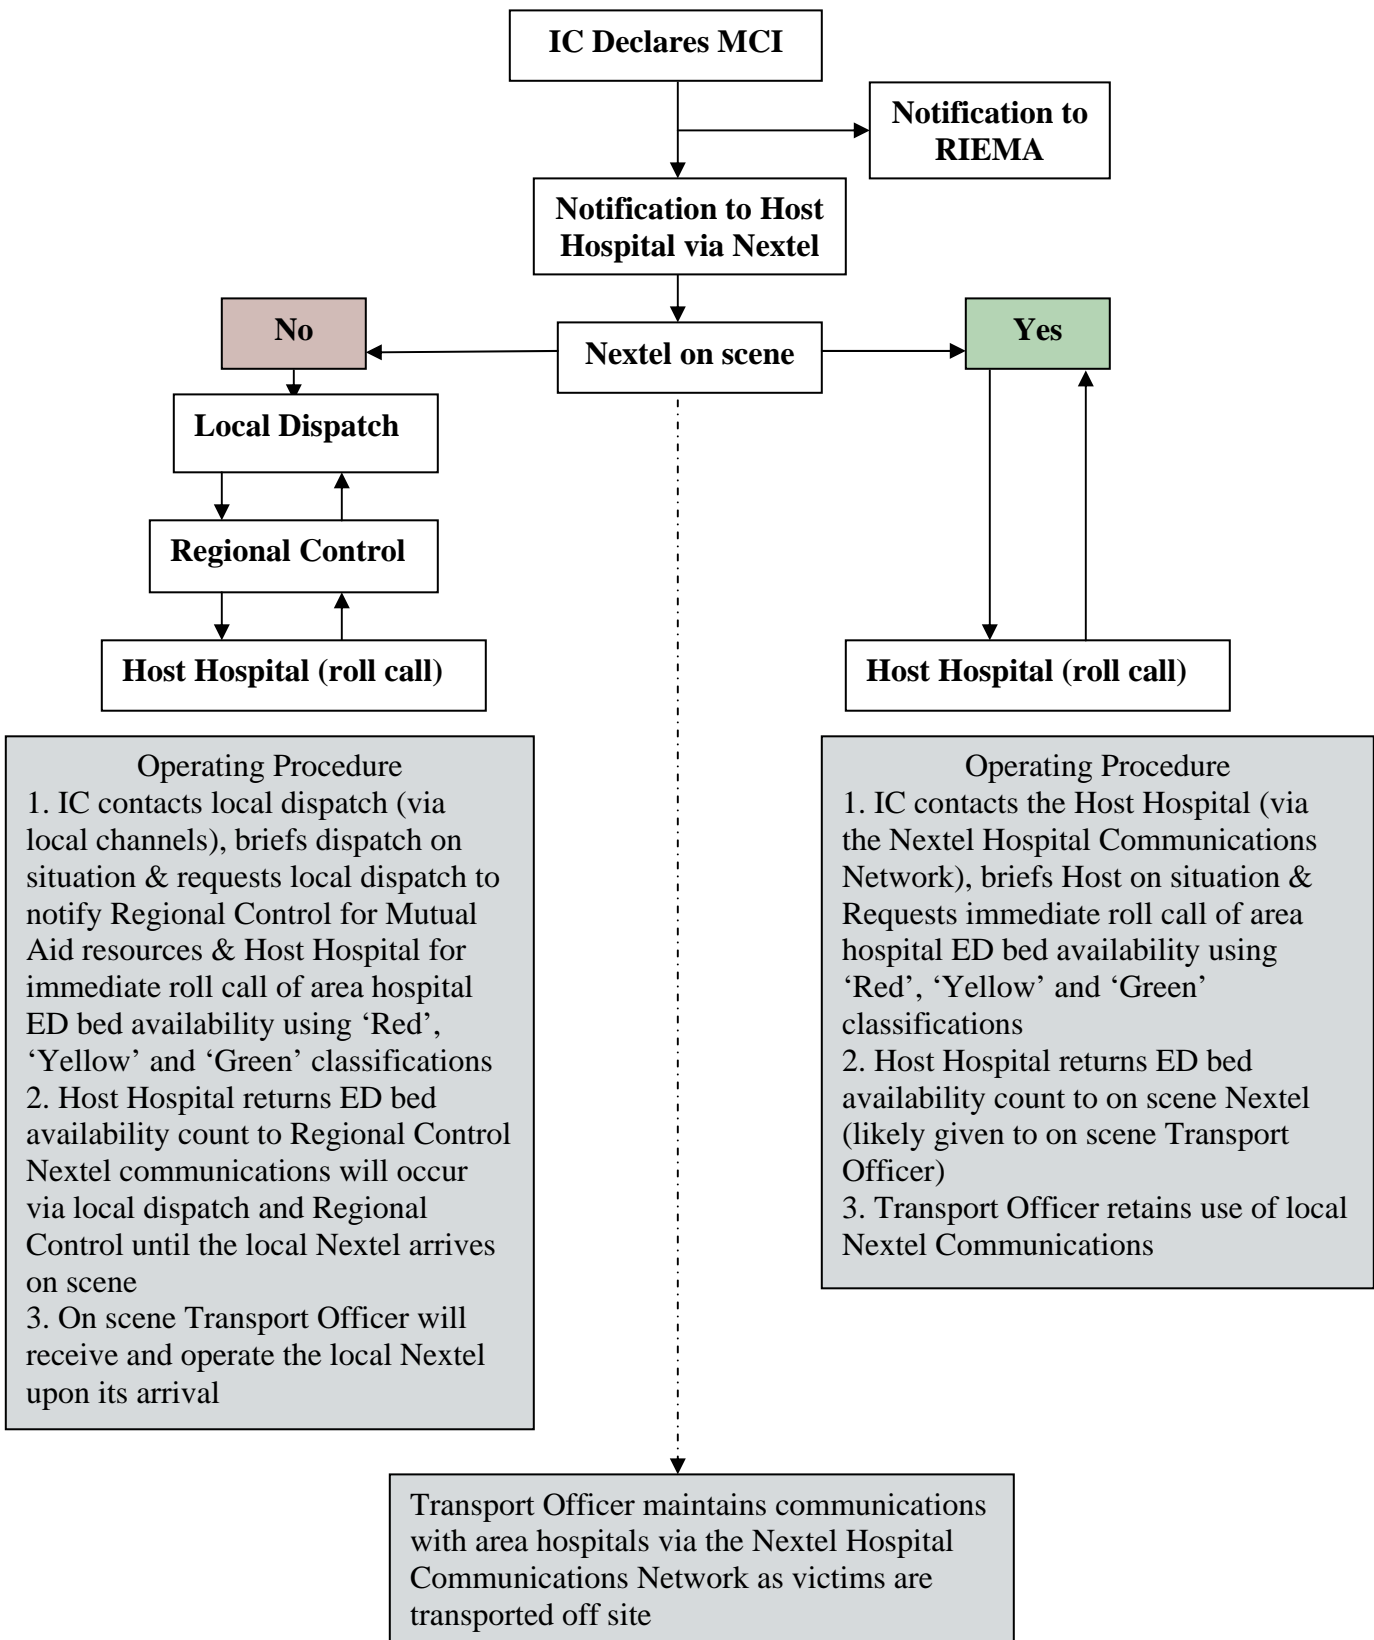 IC Declares MCI
Notification to
RIEMA
Notification to Host
Hospital via Nextel
No
Nextel on scene
Yes
Local Dispatch
Regional Control
Host Hospital (roll call)
Host Hospital (roll call)
Operating Procedure
1. IC contacts local dispatch (via
local channels), briefs dispatch on
situation & requests local dispatch to
notify Regional Control for Mutual
Aid resources & Host Hospital for
immediate roll call of area hospital
ED bed availability using ‘Red’,
‘Yellow’ and ‘Green’ classifications
2. Host Hospital returns ED bed
availability count to Regional Control
Nextel communications will occur
via local dispatch and Regional
Control until the local Nextel arrives
on scene
3. On scene Transport Officer will
receive and operate the local Nextel
upon its arrival
Operating Procedure
1. IC contacts the Host Hospital (via
the Nextel Hospital Communications
Network), briefs Host on situation &
Requests immediate roll call of area
hospital ED bed availability using
‘Red’, ‘Yellow’ and ‘Green’
classifications
2. Host Hospital returns ED bed
availability count to on scene Nextel
(likely given to on scene Transport
Officer)
3. Transport Officer retains use of local
Nextel Communications
Transport Officer maintains communications
with area hospitals via the Nextel Hospital
Communications Network as victims are
transported off site